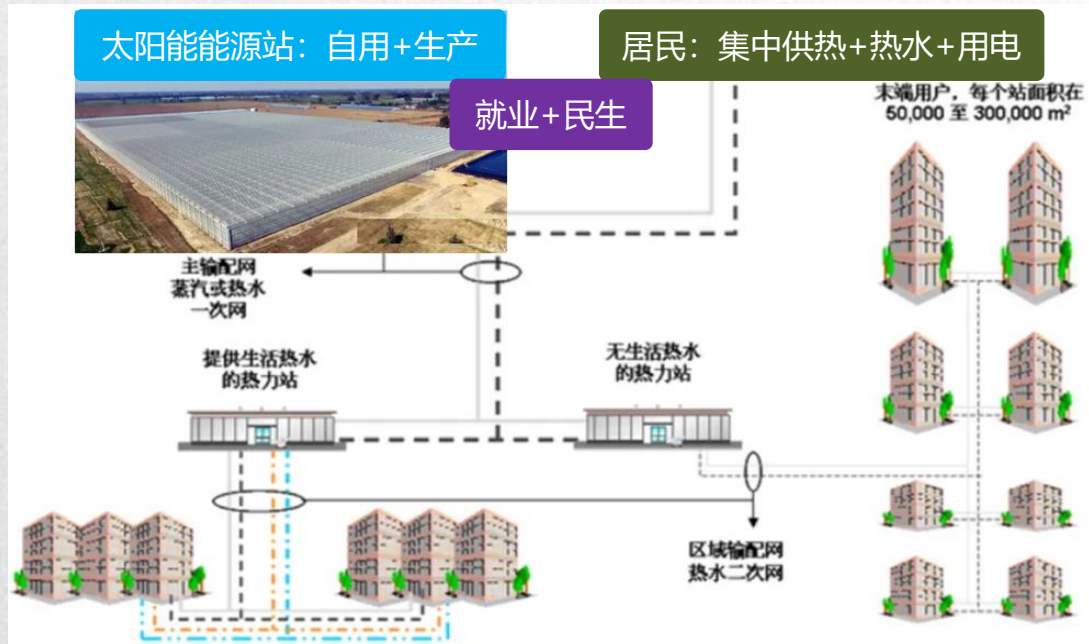 太阳能能源站：自用+生产
居民：集中供热+热水+用电
就业+民生
末端用户，每个站面积在
50,000 至 300,000 m²
主输配网
蒸汽或热水
一次网
提供生活热水
的热力站
无生活热水
的热力站
区域输配网
热水二次网